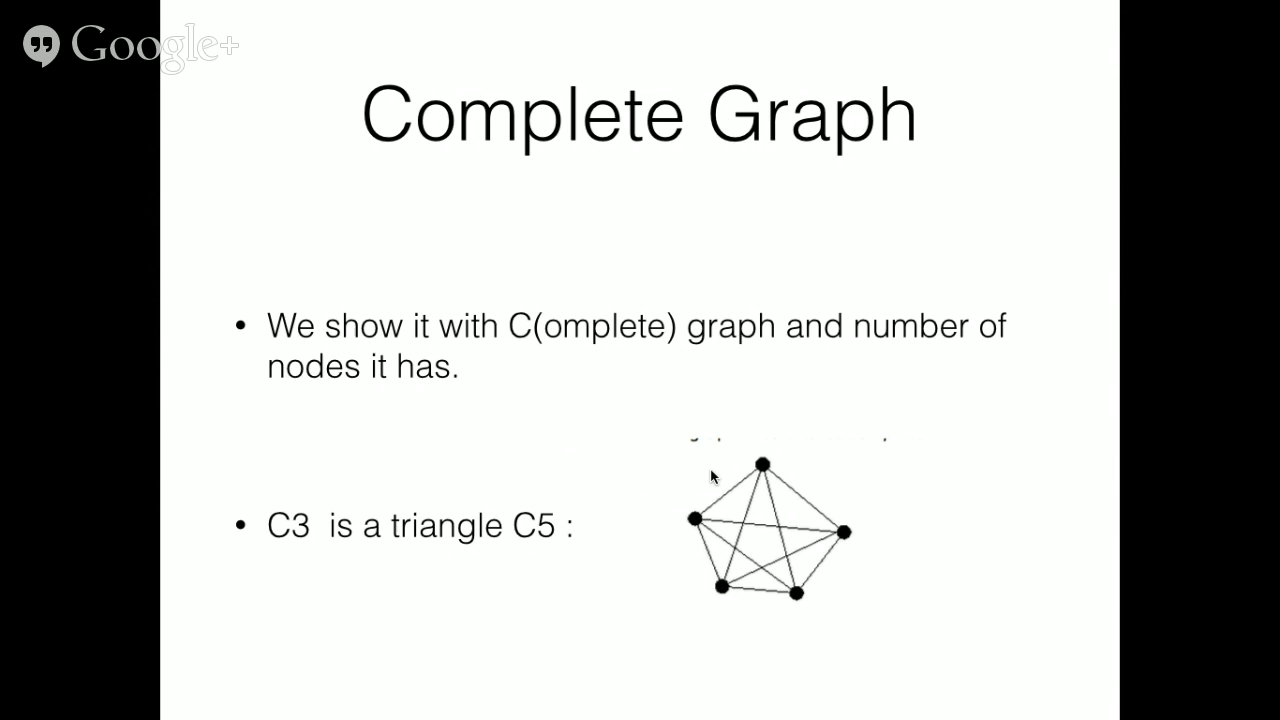 Google+
Complete Graph
• We show it with C(omplete) graph and number of
nodes it has.
• C3 is a triangle C5 :